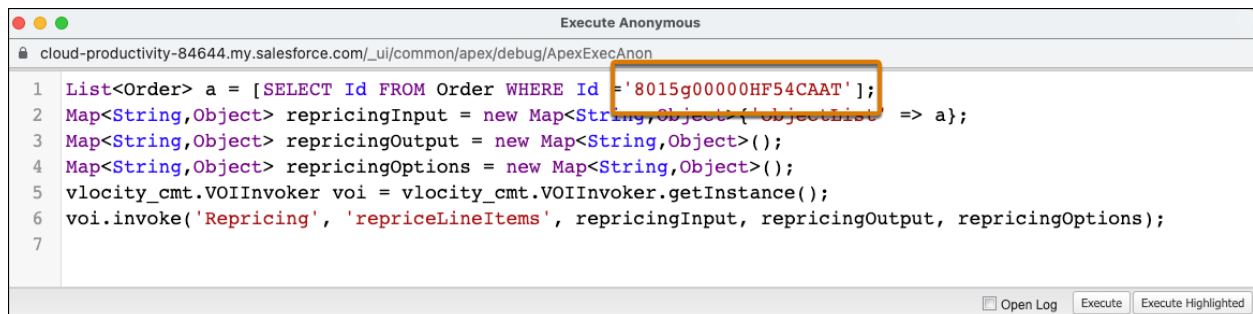 Execute Anonymous
cloud-productivity-84644.my.salesforce.com/_ui/common/apex/debug/ApexExecAnon
1 List<Order> a = [SELECT Id FROM Order WHERE Id ='8015g00000HF54CAAT'];
2 Map<String,Object> repricingInput = new Map<String,Object>{'objectList' => a};
3 Map<String,Object> repricingOutput = new Map<String,Object>();
4 Map<String,Object> repricingOptions = new Map<String,Object>();
5 vlocity_cmt.VOIInvoker voi = vlocity_cmt.VOIInvoker.getInstance();
6 voi.invoke('Repricing', 'repriceLineItems', repricingInput, repricingOutput, repricingOptions);
7
Open Log Execute Execute Highlighted